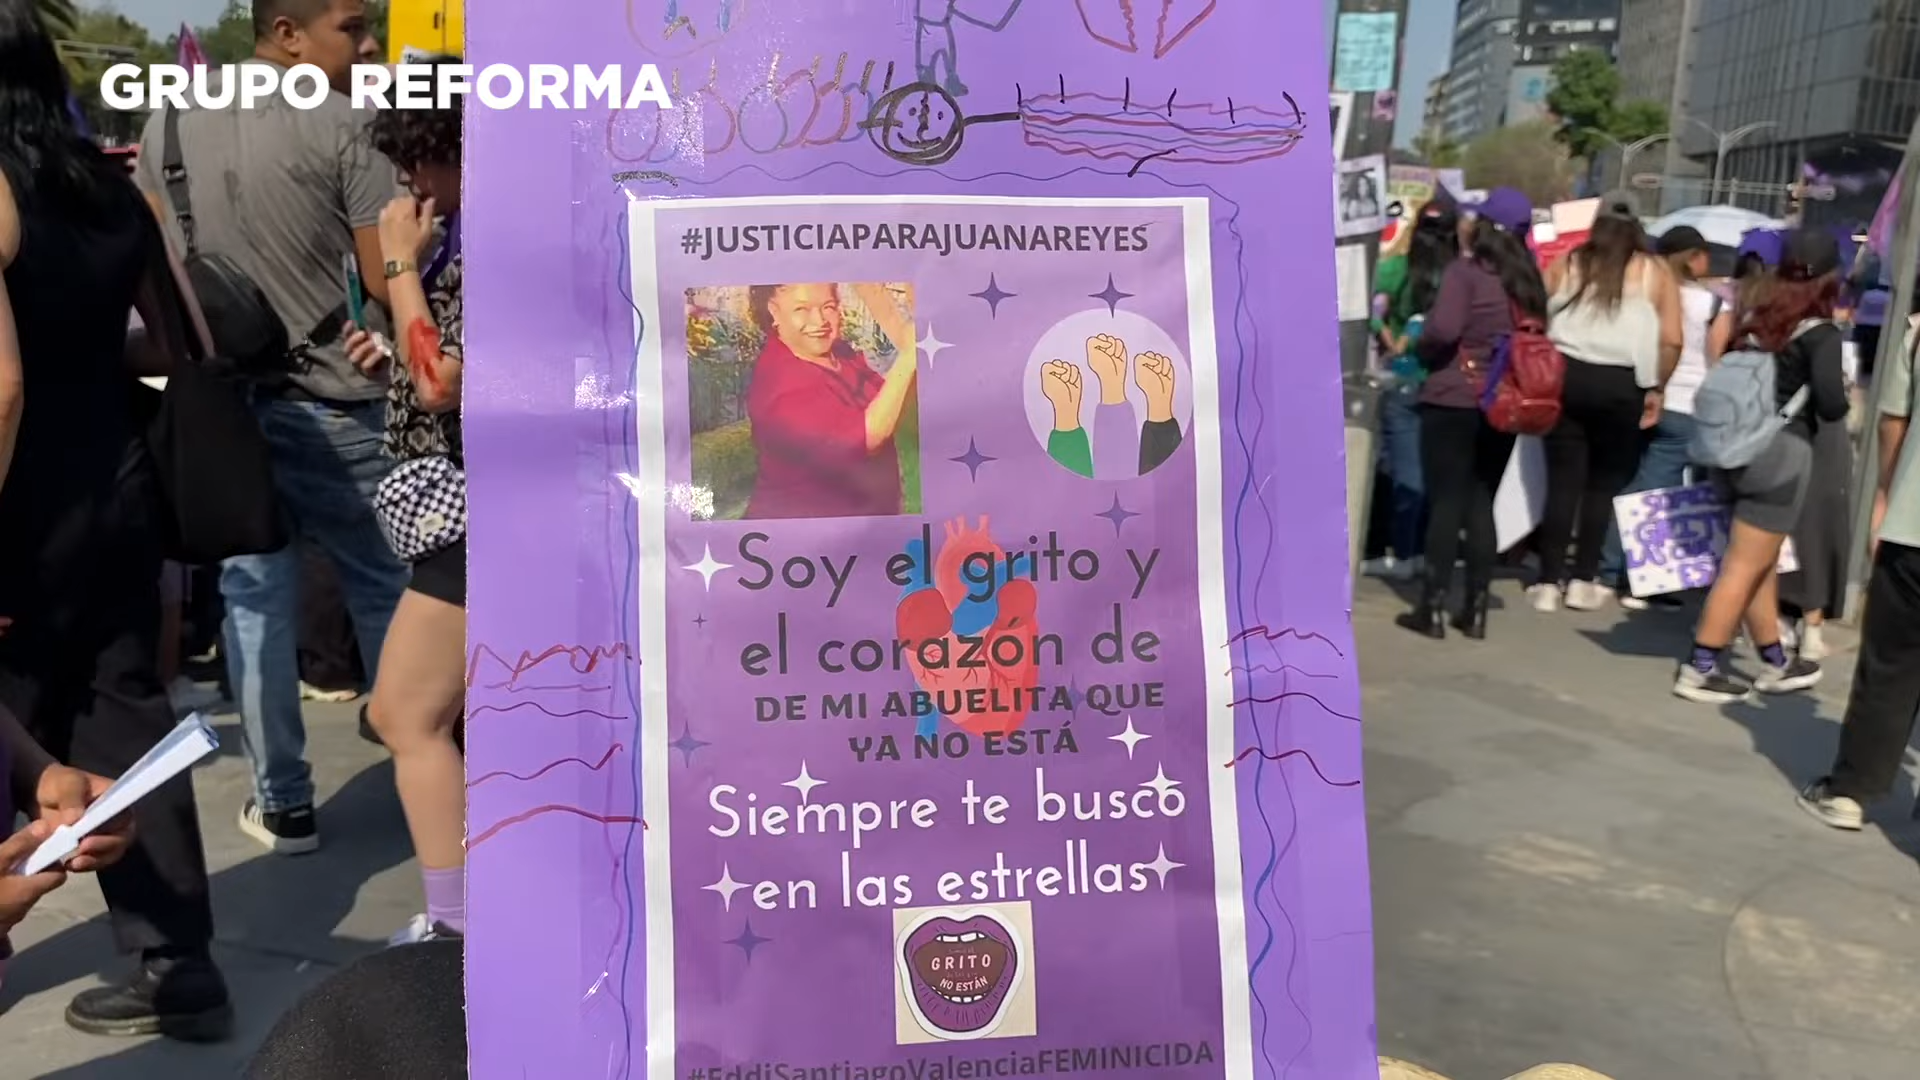 GRUPO REFORMA
#JUSTICIAPARAJUANAREYES
Soy el grito y
el corazón de
DE MI ABUELITA QUE
YA NO ESTÁ
Siempre te busco
en las estrellas
GRITO
NO ESTÁN
#EddiSantiagoValenciaFEMINICIDA